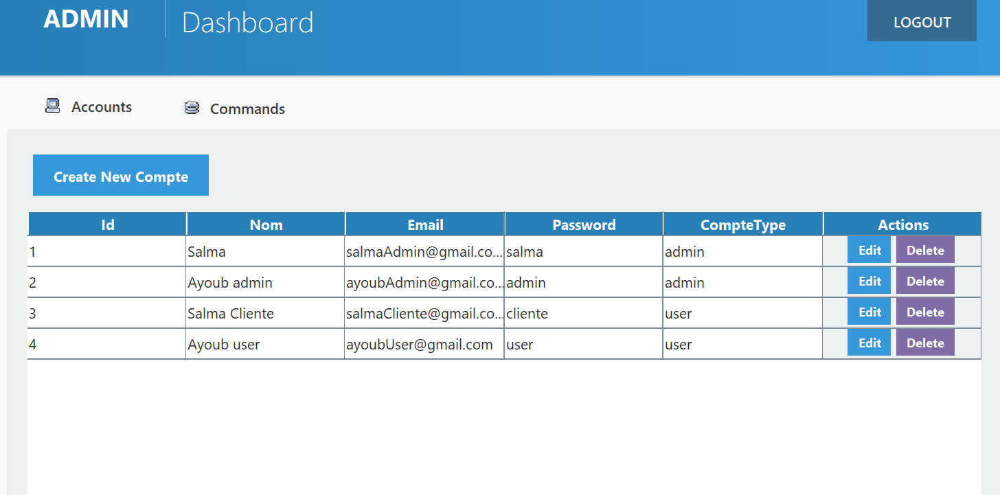 ADMIN Dashboard LOGOUT
Accounts Commands
Create New Compte
Id Nom Email Password CompteType Actions
1 Salma salmaAdmin@gmail.co... salma admin Edit Delete
2 Ayoub admin ayoubAdmin@gmail.co... admin admin Edit Delete
3 Salma Cliente salmaCliente@gmail.co... cliente user Edit Delete
4 Ayoub user ayoubUser@gmail.com user user Edit Delete